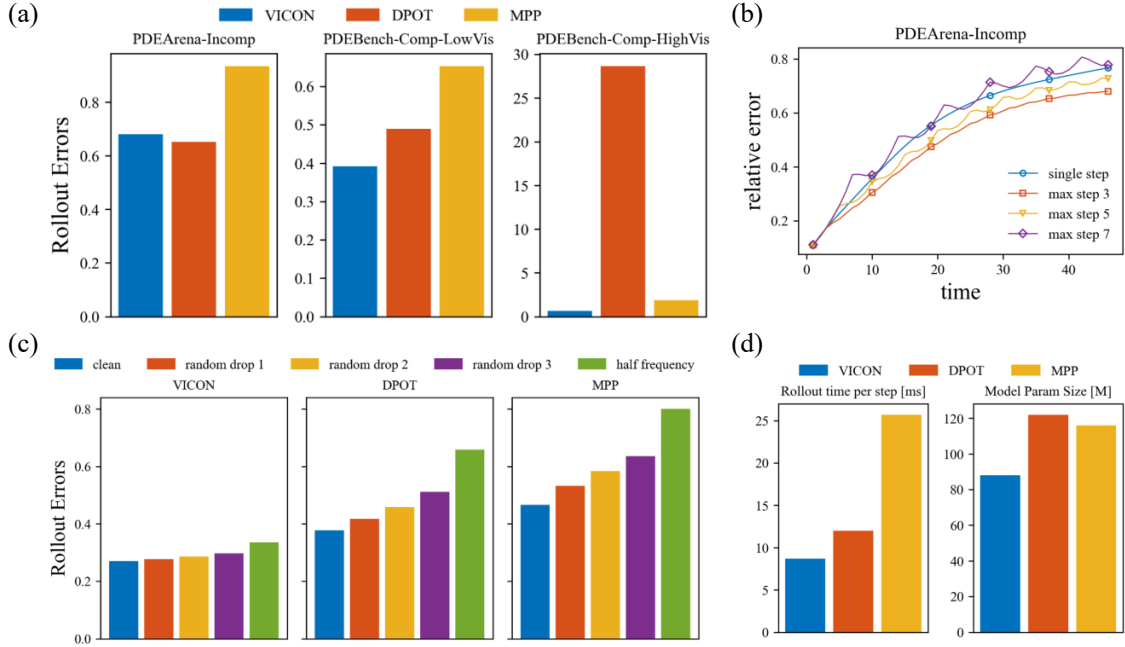 (a)
VICON DPOT MPP
PDEArena-Incomp PDEBench-Comp-LowVis PDEBench-Comp-HighVis
Rollout Errors
0.8
0.6
0.4
0.2
0.0
0.6
0.5
0.4
0.3
0.2
0.1
0.0
30
25
20
15
10
5
0
(b)
PDEArena-Incomp
relative error
0.8
0.6
0.4
0.2
single step
max step 3
max step 5
max step 7
0 10 20 30 40
time
(c)
clean random drop 1 random drop 2 random drop 3 half frequency
VICON DPOT MPP
Rollout Errors
0.8
0.6
0.4
0.2
0.0
(d)
VICON DPOT MPP
Rollout time per step [ms] Model Param Size [M]
25
20
15
10
5
0
120
100
80
60
40
20
0